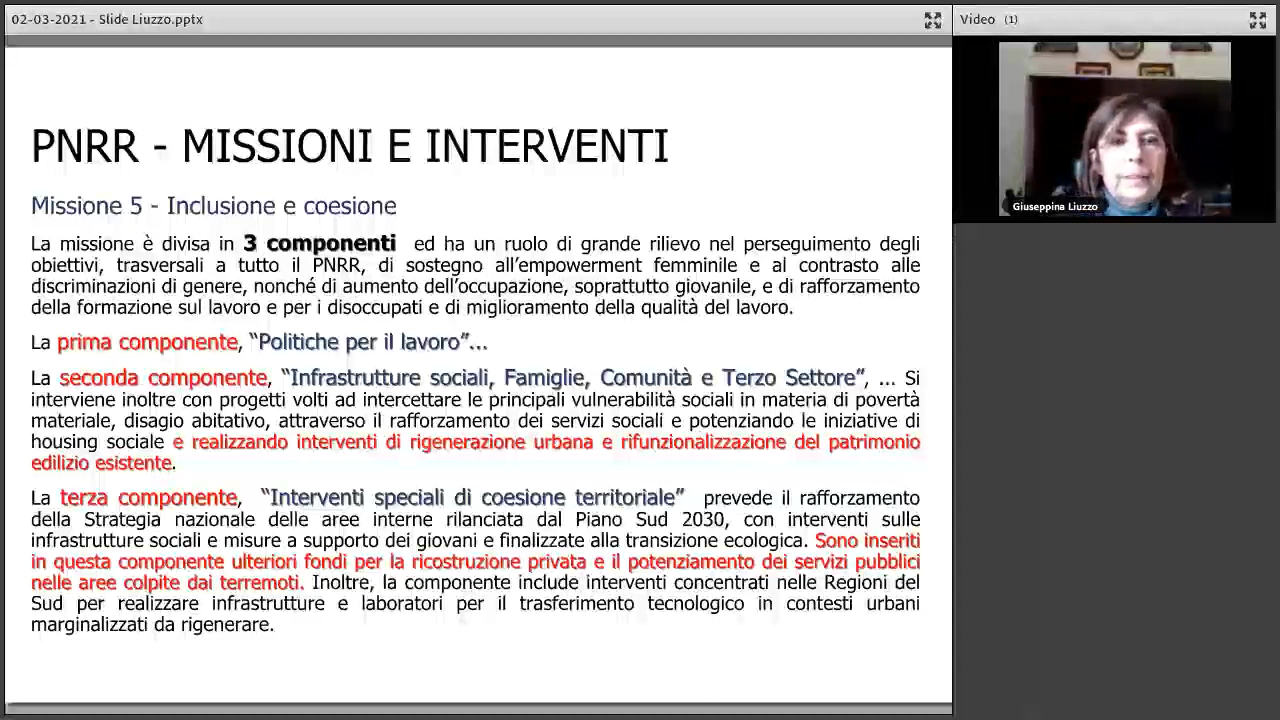 02-03-2021 - Slide Liuzzo.pptx
Video (1)
Giuseppina Liuzzo
PNRR - MISSIONI E INTERVENTI
Missione 5 - Inclusione e coesione
La missione è divisa in 3 componenti ed ha un ruolo di grande rilievo nel perseguimento degli
obiettivi, trasversali a tutto il PNRR, di sostegno all’empowerment femminile e al contrasto alle
discriminazioni di genere, nonché di aumento dell’occupazione, soprattutto giovanile, e di rafforzamento
della formazione sul lavoro e per i disoccupati e di miglioramento della qualità del lavoro.
La prima componente, “Politiche per il lavoro”...
La seconda componente, “Infrastrutture sociali, Famiglie, Comunità e Terzo Settore”, ... Si
interviene inoltre con progetti volti ad intercettare le principali vulnerabilità sociali in materia di povertà
materiale, disagio abitativo, attraverso il rafforzamento dei servizi sociali e potenziando le iniziative di
housing sociale e realizzando interventi di rigenerazione urbana e rifunzionalizzazione del patrimonio
edilizio esistente.
La terza componente, “Interventi speciali di coesione territoriale” prevede il rafforzamento
della Strategia nazionale delle aree interne rilanciata dal Piano Sud 2030, con interventi sulle
infrastrutture sociali e misure a supporto dei giovani e finalizzate alla transizione ecologica. Sono inseriti
in questa componente ulteriori fondi per la ricostruzione privata e il potenziamento dei servizi pubblici
nelle aree colpite dai terremoti. Inoltre, la componente include interventi concentrati nelle Regioni del
Sud per realizzare infrastrutture e laboratori per il trasferimento tecnologico in contesti urbani
marginalizzati da rigenerare.